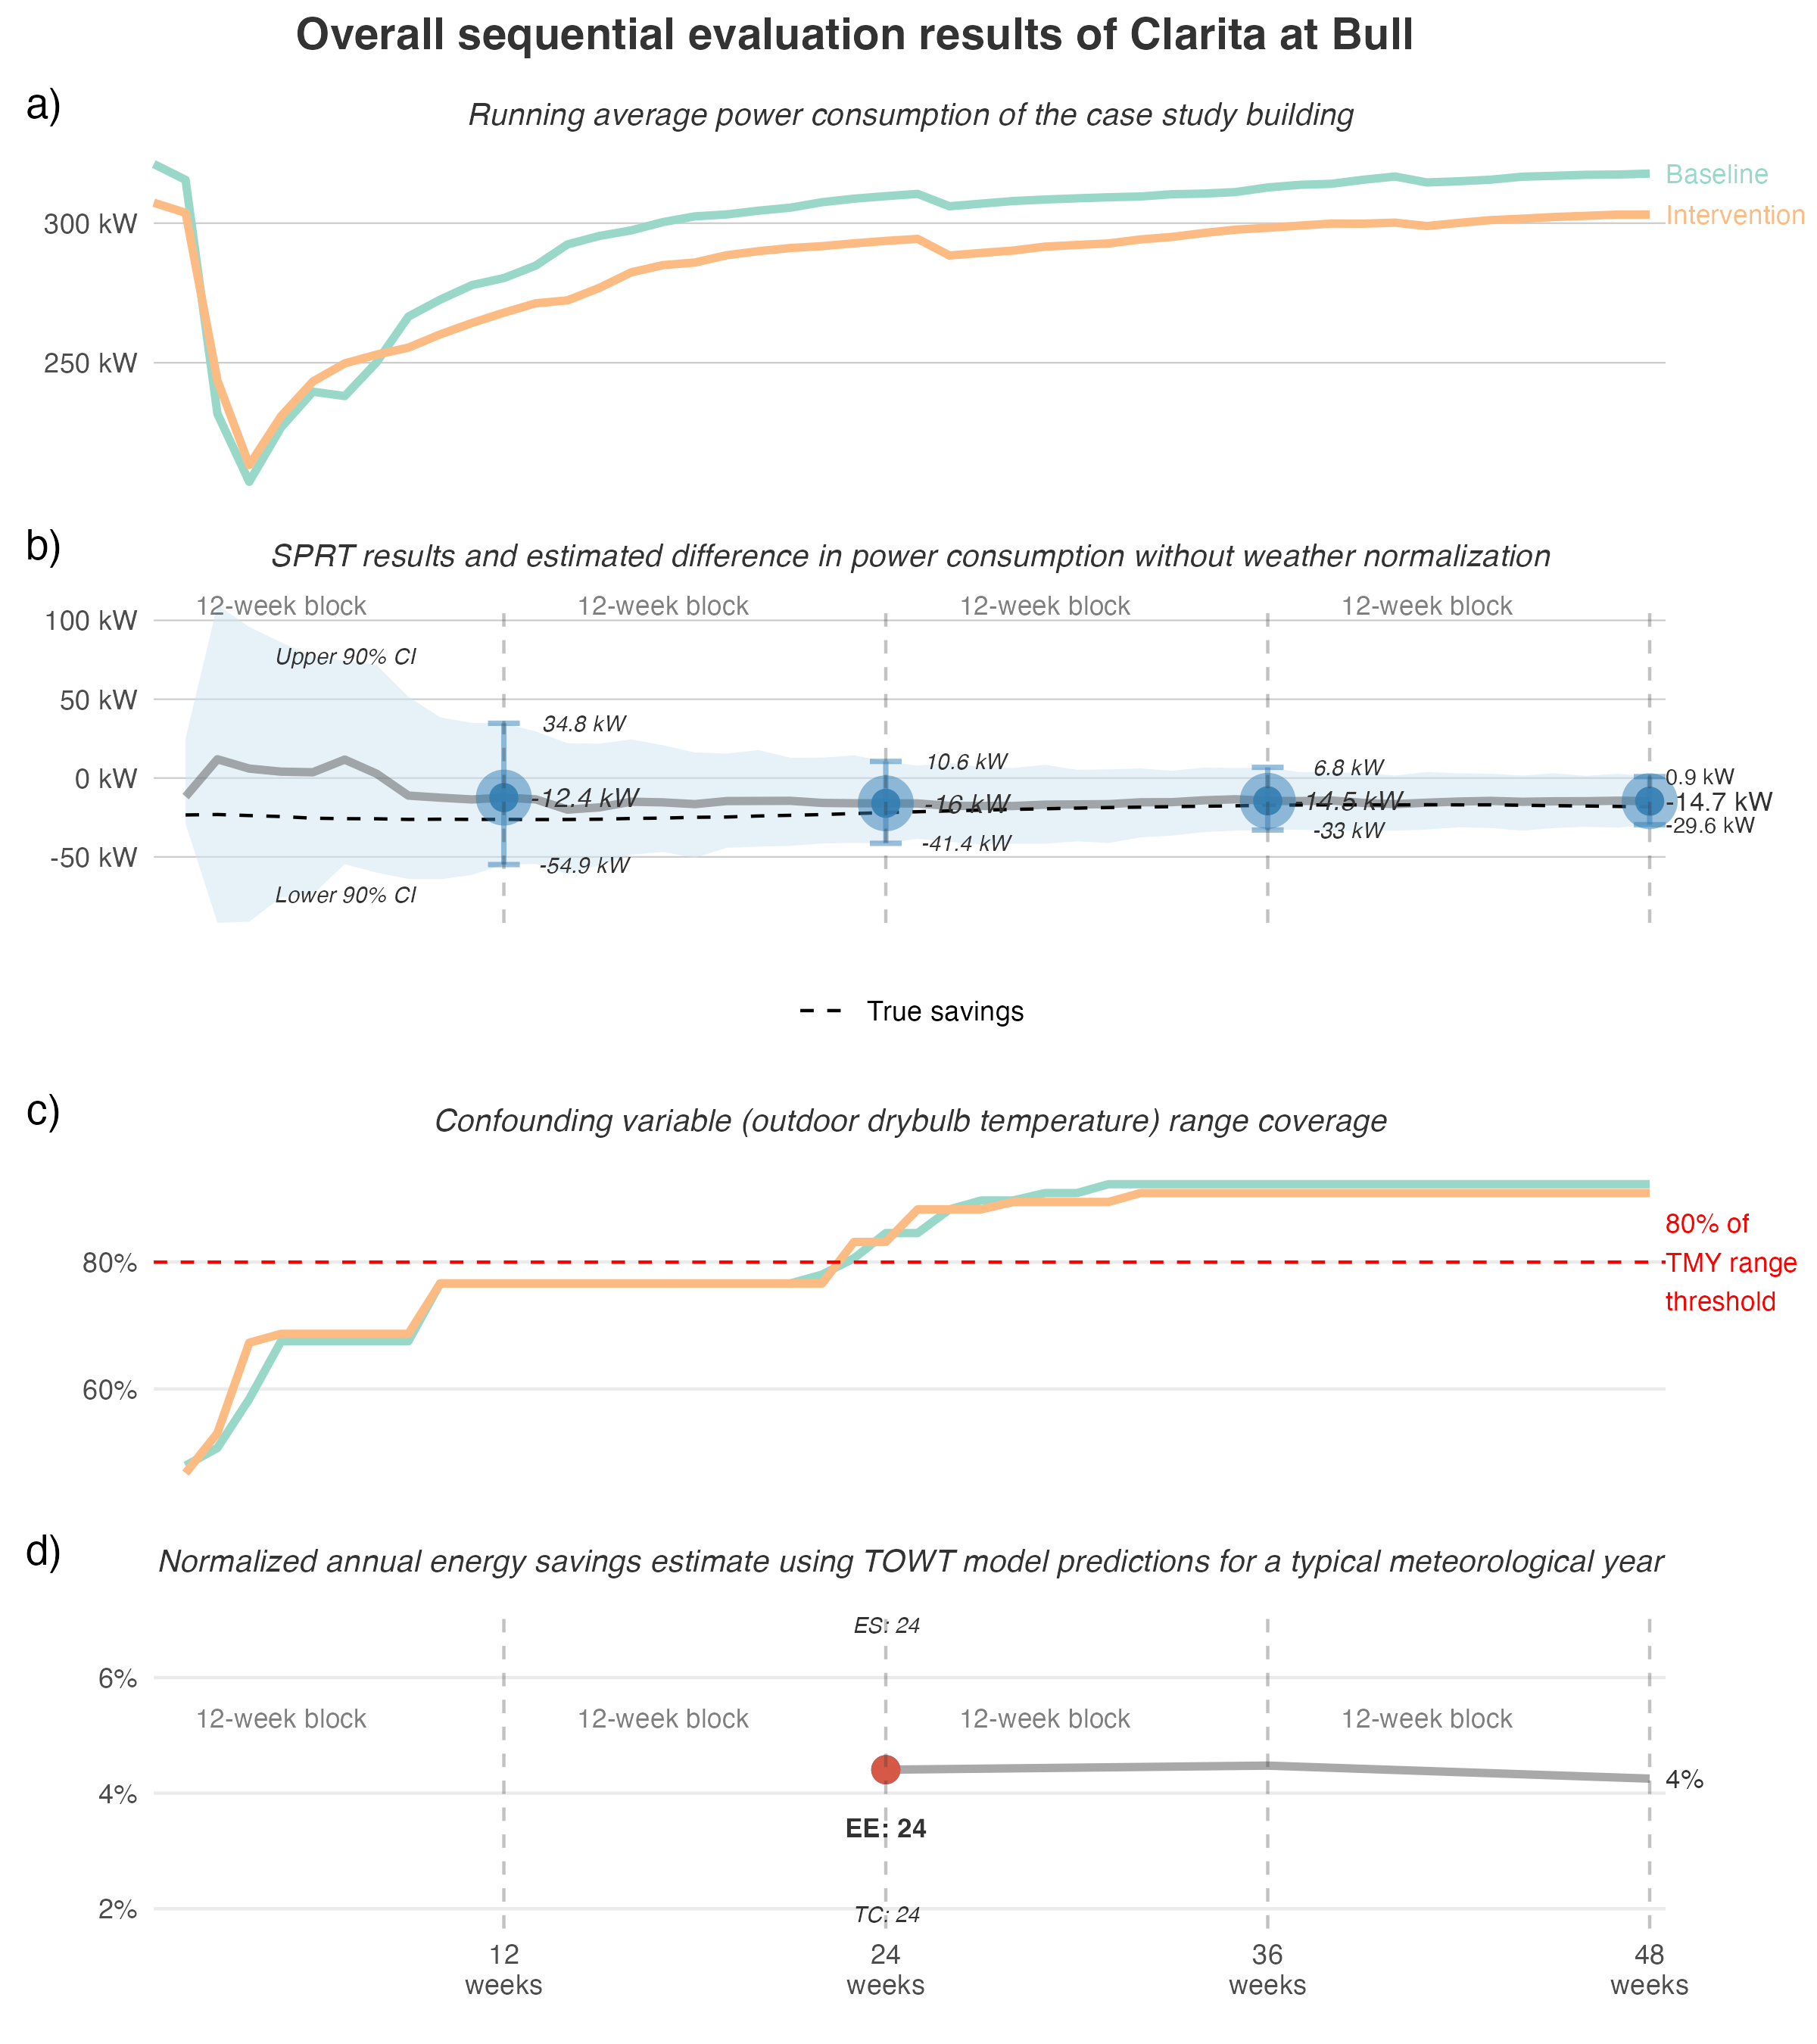 Overall sequential evaluation results of Clarita at Bull
a)
Running average power consumption of the case study building
Baseline
300 kW
Intervention
250 kW
b)
SPRT results and estimated difference in power consumption without weather normalization
12-week block 12-week block 12-week block 12-week block
100 kW
Upper 90% CI
50 kW
34.8 kW
10.6 kW
6.8 kW
0.9 kW
0 kW
-12.4 kW
-16 kW
-14.5 kW
-14.7 kW
-29.6 kW
-33 kW
-41.4 kW
-50 kW
-54.9 kW
Lower 90% CI
True savings
c)
Confounding variable (outdoor drybulb temperature) range coverage
80% of
TMY range
threshold
80%
60%
d)
Normalized annual energy savings estimate using TOWT model predictions for a typical meteorological year
ES: 24
6%
12-week block 12-week block 12-week block 12-week block
4%
4%
EE: 24
2%
TC: 24
12 24 36 48
weeks weeks weeks weeks